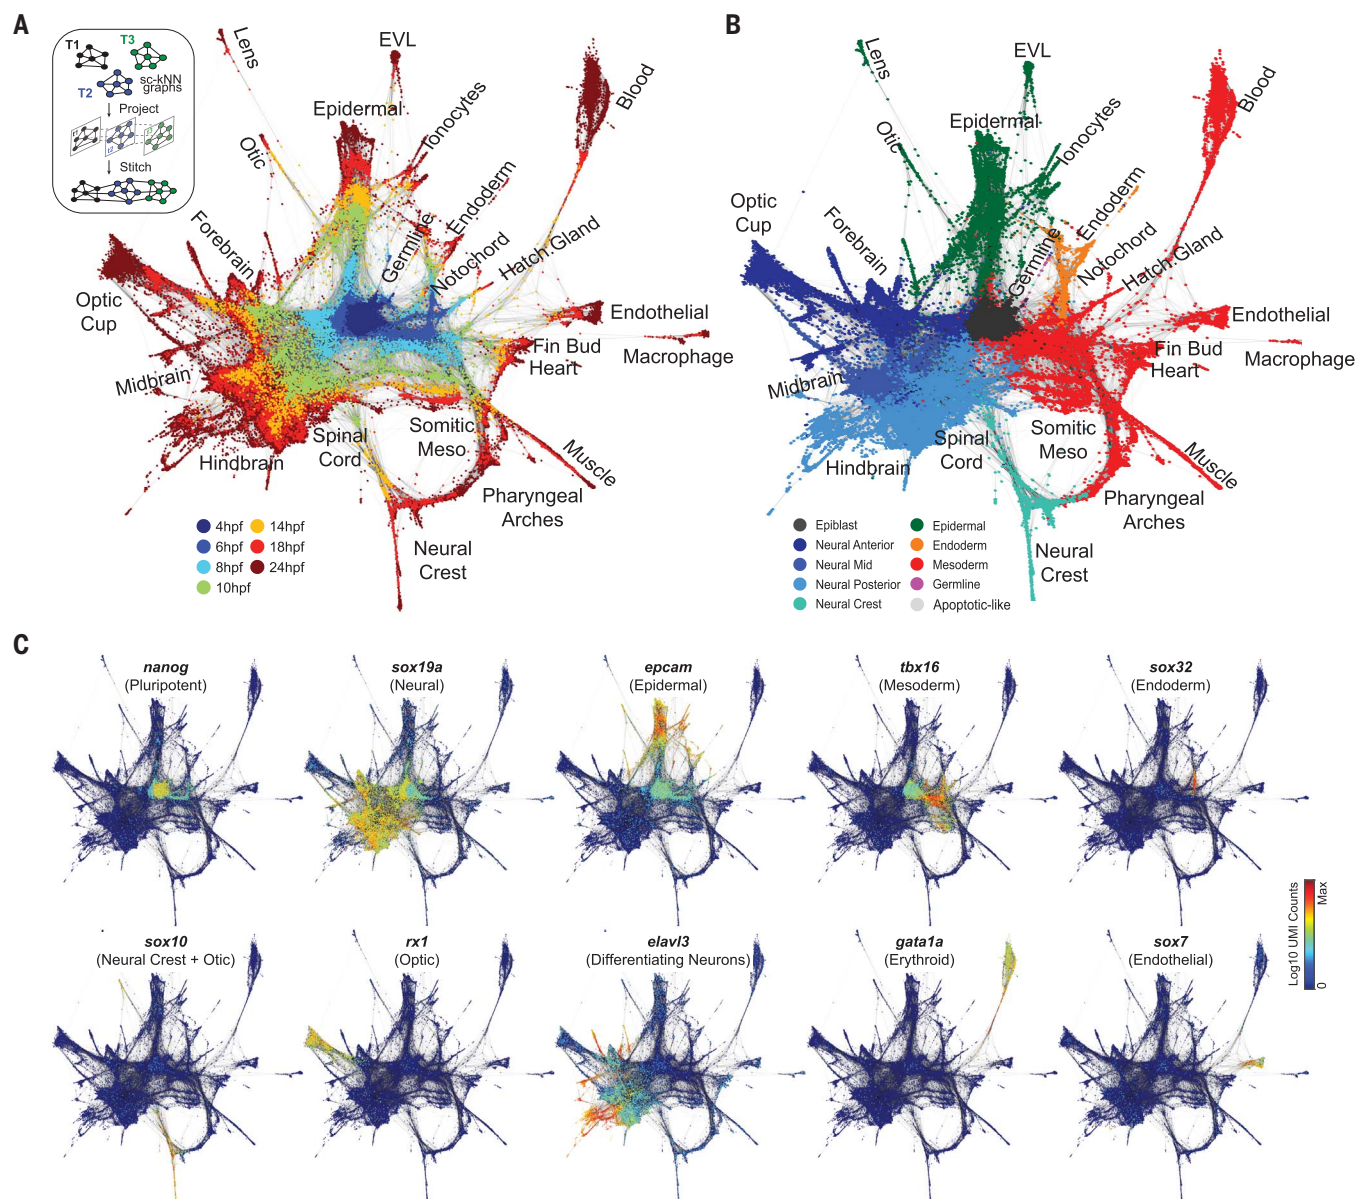 A
T1
T3
T2
sc-kNN
graphs
Project
t1
t2
t3
Stitch
Lens
EVL
Epidermal
Ionocytes
Blood
Otic
Forebrain
Germline
Endoderm
Notochord
Hatch Gland
Optic
Cup
Endothelial
Macrophage
Fin Bud
Heart
Midbrain
Hindbrain
Spinal
Cord
Somitic
Meso
Muscle
Pharyngeal
Arches
Neural
Crest
4hpf
14hpf
6hpf
18hpf
8hpf
24hpf
10hpf
B
Lens
EVL
Epidermal
Ionocytes
Blood
Otic
Optic
Cup
Forebrain
Germline
Endoderm
Notochord
Hatch Gland
Endothelial
Macrophage
Fin Bud
Heart
Midbrain
Hindbrain
Spinal
Cord
Somitic
Meso
Muscle
Pharyngeal
Arches
Neural
Crest
Epiblast
Epidermal
Neural Anterior
Endoderm
Neural Mid
Mesoderm
Neural Posterior
Germline
Neural Crest
Apoptotic-like
C
nanog
(Pluripotent)
sox19a
(Neural)
epcam
(Epidermal)
tbx16
(Mesoderm)
sox32
(Endoderm)
sox10
(Neural Crest + Otic)
rx1
(Optic)
elavl3
(Differentiating Neurons)
gata1a
(Erythroid)
sox7
(Endothelial)
Log10 UMI Counts
Max
0